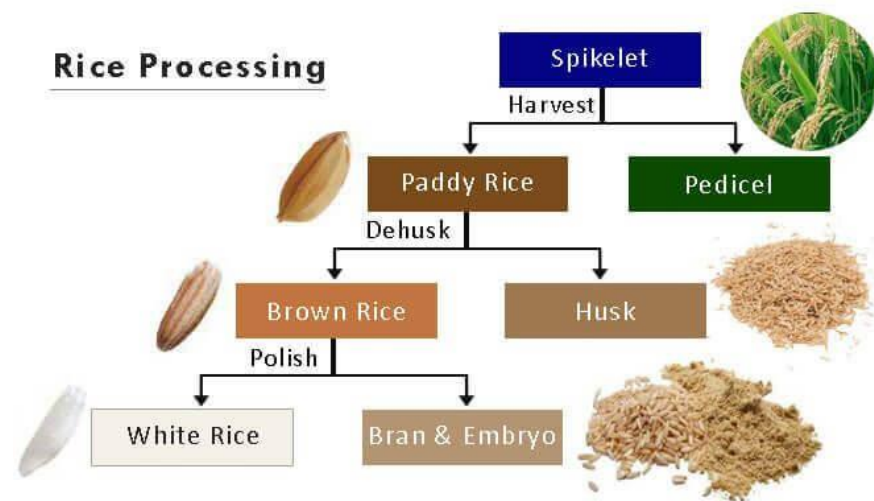 Rice Processing
Spikelet
Harvest
Paddy Rice
Pedicel
Dehusk
Brown Rice
Husk
Polish
White Rice
Bran & Embryo